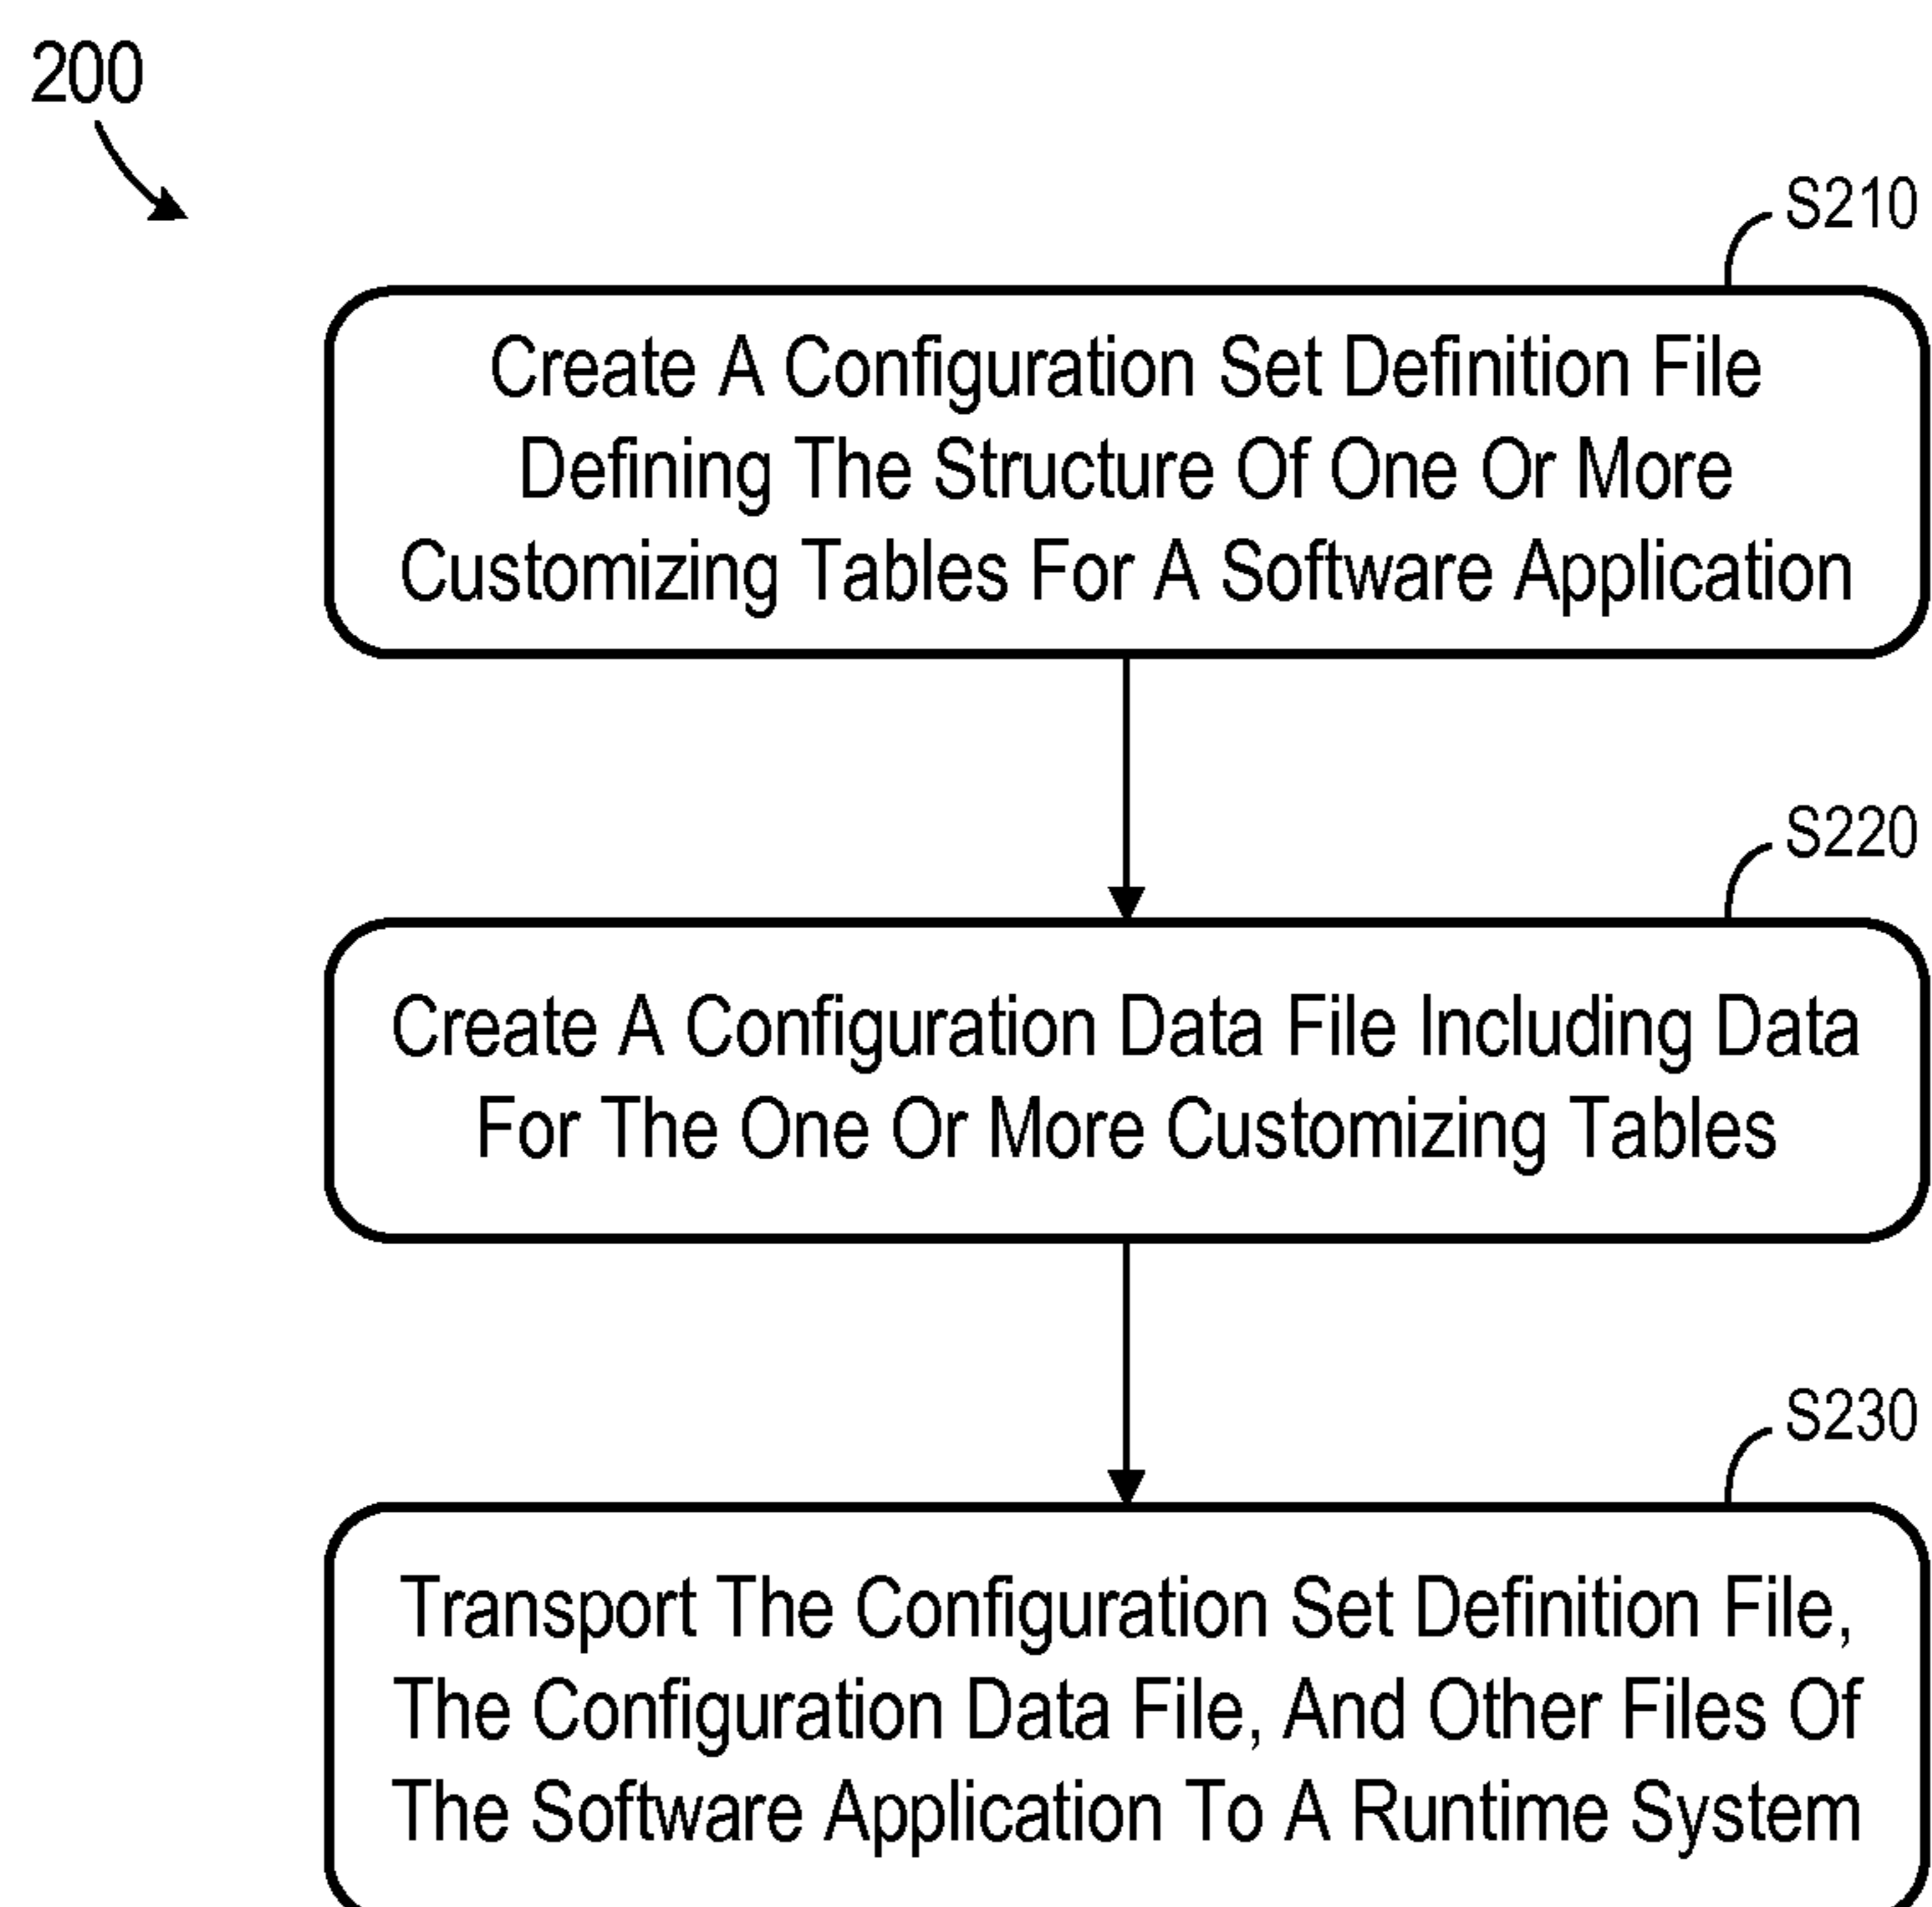 200
S210
Create A Configuration Set Definition File
Defining The Structure Of One Or More
Customizing Tables For A Software Application
S220
Create A Configuration Data File Including Data
For The One Or More Customizing Tables
S230
Transport The Configuration Set Definition File,
The Configuration Data File, And Other Files Of
The Software Application To A Runtime System